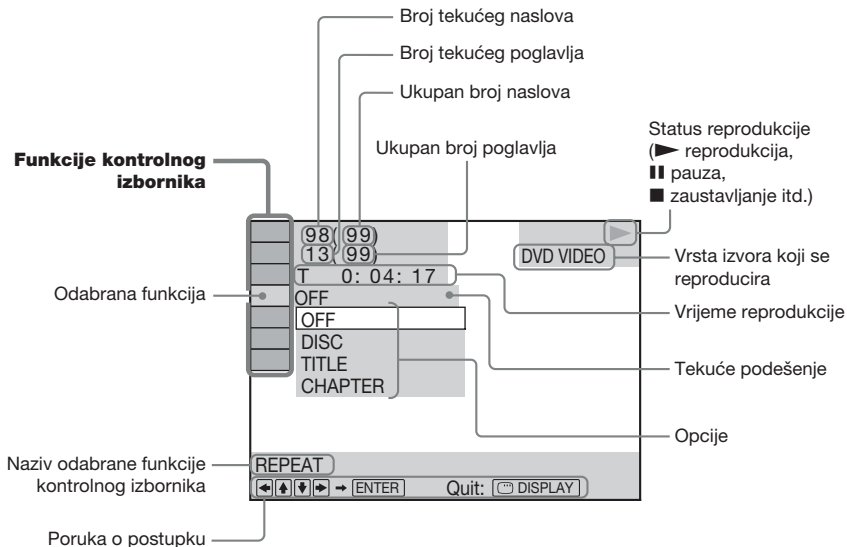 Broj tekućeg naslova
Broj tekućeg poglavlja
Ukupan broj naslova
Ukupan broj poglavlja
Status reprodukcije
(► reprodukcija,
❚❚ pauza,
■ zaustavljanje itd.)
Funkcije kontrolnog
izbornika
98( 99)
13( 99)
DVD VIDEO
Vrsta izvora koji se
reproducira
T 0: 04: 17
Vrijeme reprodukcije
Odabrana funkcija
OFF
OFF
DISC
TITLE
CHAPTER
Tekuće podešenje
Opcije
Naziv odabrane funkcije
kontrolnog izbornika
REPEAT
←↑↓→ → ENTER Quit: DISPLAY
Poruka o postupku